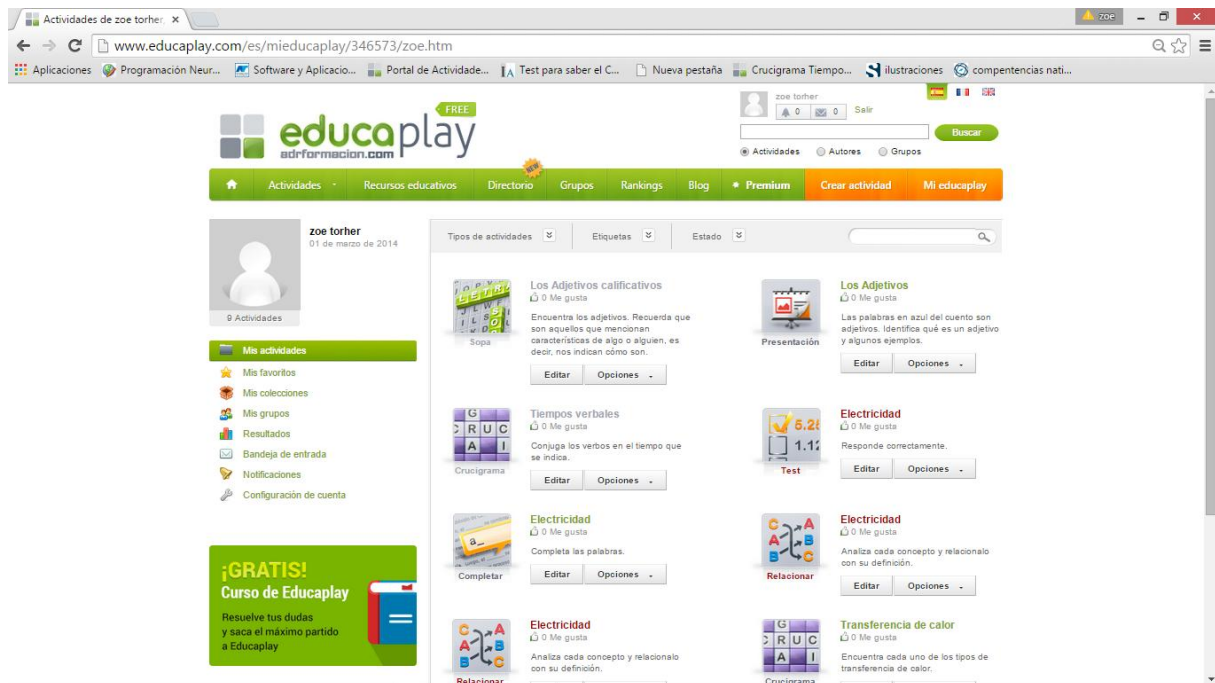 Actividades de zoe torher
zoe
www.educaplay.com/es/mieducaplay/346573/zoe.htm
Aplicaciones Programación Neur... Software y Aplicacio... Portal de Actividade... Test para saber el C... Nueva pestaña Crucigrama Tiempo... ilustraciones compentencias nati...
FREE
educaplay
adrformacion.com
zoe torher
0 0 Salir
Buscar
Actividades Autores Grupos
NEW
Actividades Recursos educativos Directorio Grupos Rankings Blog Premium Crear actividad Mi educaplay
zoe torher
01 de marzo de 2014
9 Actividades
Mis actividades
Mis favoritos
Mis colecciones
Mis grupos
Resultados
Bandeja de entrada
Notificaciones
Configuración de cuenta
¡GRATIS!
Curso de Educaplay
Resuelve tus dudas
y saca el máximo partido
a Educaplay
Tipos de actividades Etiquetas Estado
Los Adjetivos calificativos
0 Me gusta
Encuentra los adjetivos. Recuerda que
son aquellos que mencionan
características de algo o alguien, es
decir, nos indican cómo son.
Sopa
Editar Opciones
Los Adjetivos
0 Me gusta
Las palabras en azul del cuento son
adjetivos. Identifica qué es un adjetivo
y algunos ejemplos.
Presentación
Editar Opciones
Tiempos verbales
0 Me gusta
Conjuga los verbos en el tiempo que
se indica.
Crucigrama
Editar Opciones
Electricidad
0 Me gusta
Responde correctamente.
Test
Editar Opciones
Electricidad
0 Me gusta
Completa las palabras.
Completar
Editar Opciones
Electricidad
0 Me gusta
Analiza cada concepto y relacionalo
con su definición.
Relacionar
Editar Opciones
Electricidad
0 Me gusta
Analiza cada concepto y relacionalo
con su definición.
Relacionar
Transferencia de calor
0 Me gusta
Encuentra cada uno de los tipos de
transferencia de calor.
Crucigrama